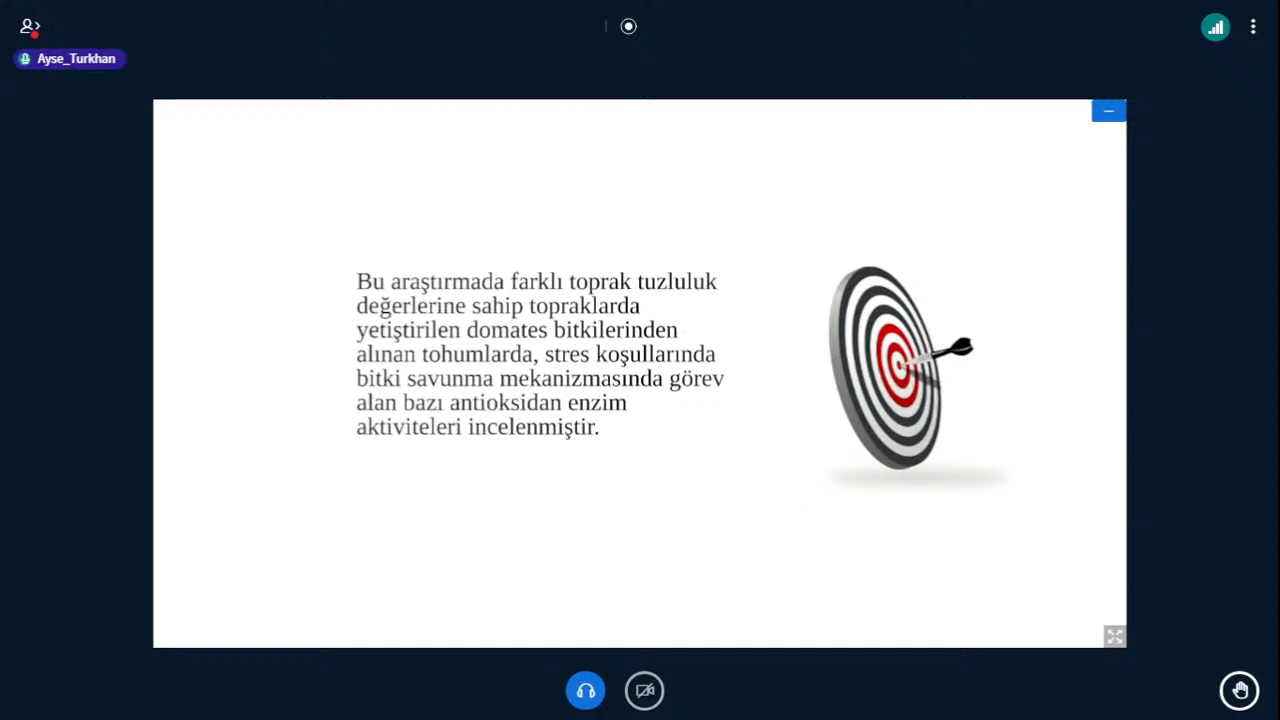 Ayse_Turkhan
Bu araştırmada farklı toprak tuzluluk
değerlerine sahip topraklarda
yetiştirilen domates bitkilerinden
alınan tohumlarda, stres koşullarında
bitki savunma mekanizmasında görev
alan bazı antioksidan enzim
aktiviteleri incelenmiştir.